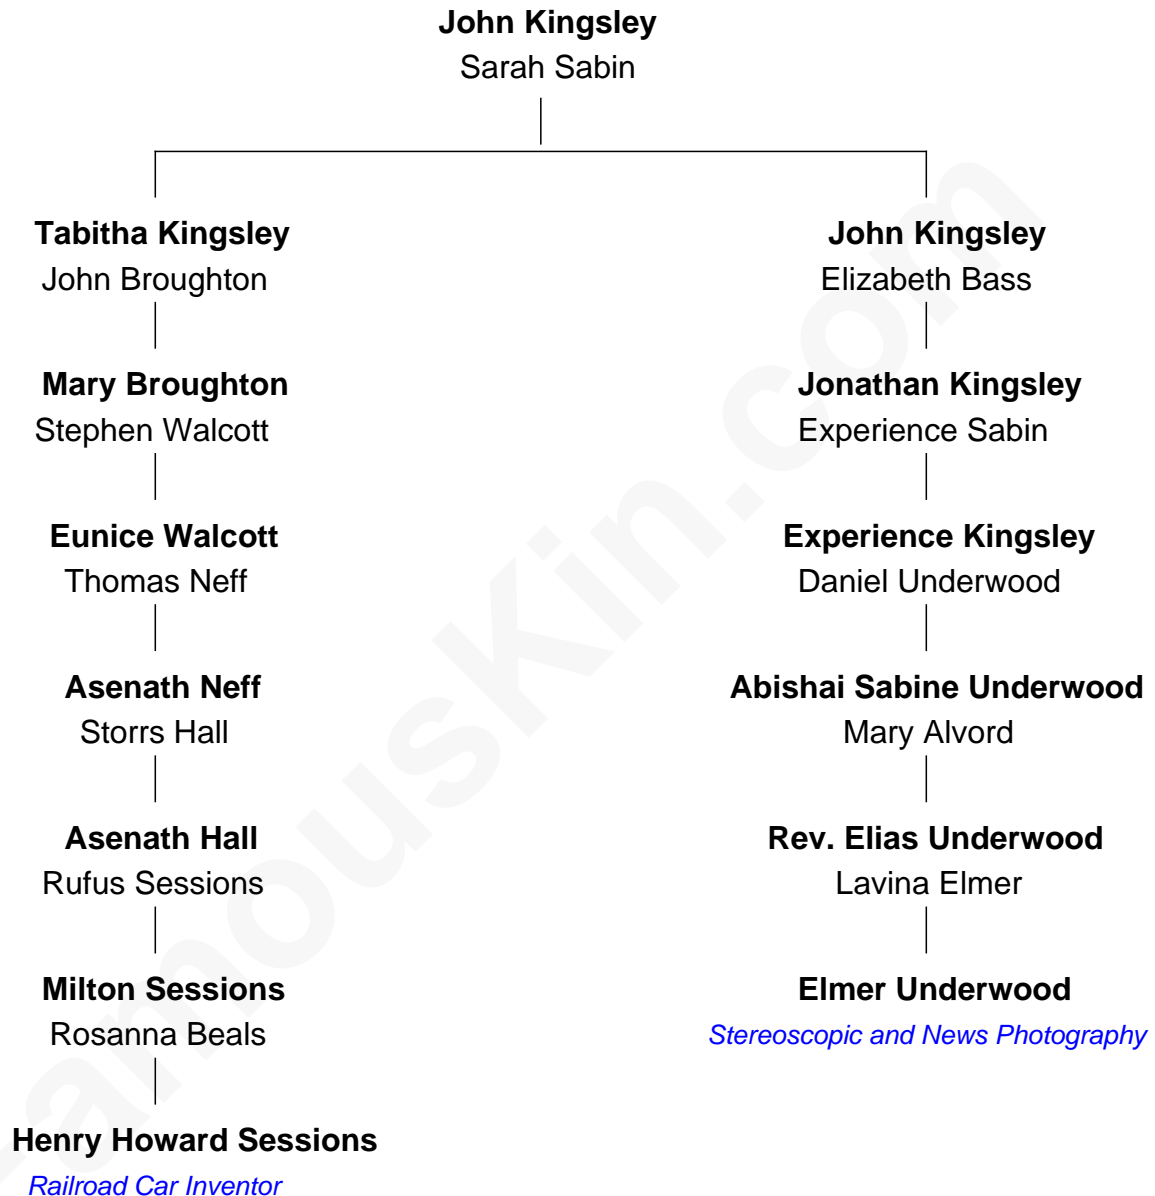 John Kingsley
Sarah Sabin
Tabitha Kingsley
John Broughton
John Kingsley
Elizabeth Bass
Mary Broughton
Stephen Walcott
Jonathan Kingsley
Experience Sabin
Eunice Walcott
Thomas Neff
Experience Kingsley
Daniel Underwood
Asenath Neff
Storrs Hall
Abishai Sabine Underwood
Mary Alvord
Asenath Hall
Rufus Sessions
Rev. Elias Underwood
Lavina Elmer
Milton Sessions
Rosanna Beals
Elmer Underwood
Stereoscopic and News Photography
Henry Howard Sessions
Railroad Car Inventor
FamousKin.com